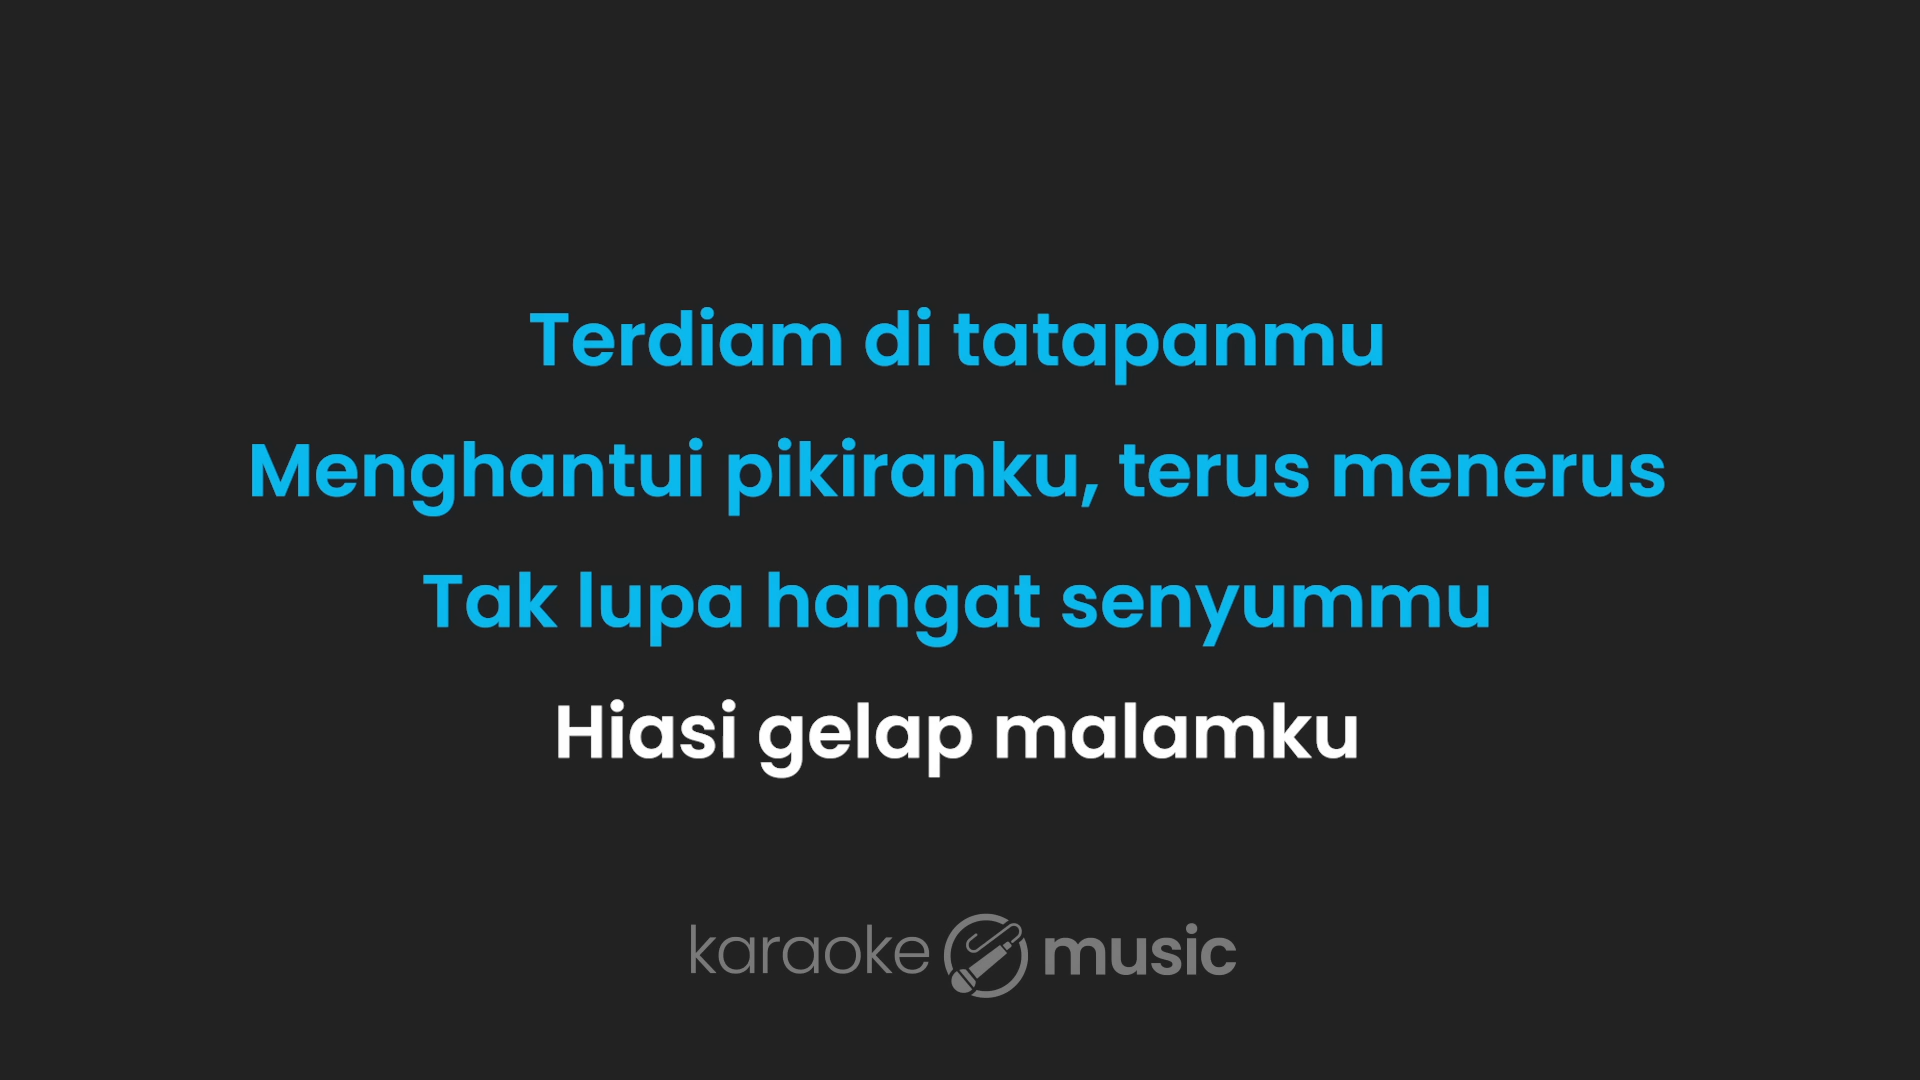 Terdiam di tatapanmu
Menghantui pikiranku, terus menerus
Tak lupa hangat senyummu
Hiasi gelap malamku
karaoke music